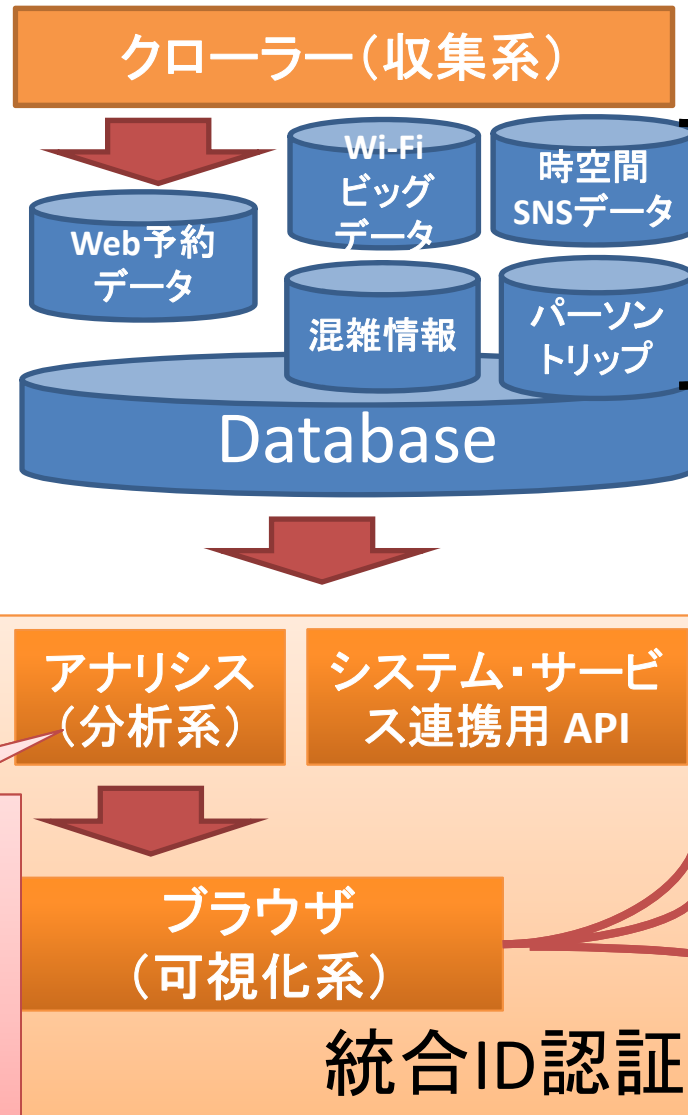 クローラー（収集系）
Wi-Fi
ビッグ
データ
時空間
SNSデータ
Web予約
データ
混雑情報
パーソン
トリップ
Database
アナリシス
（分析系）
システム・サービ
ス連携用 API
ブラウザ
（可視化系）
統合ID認証